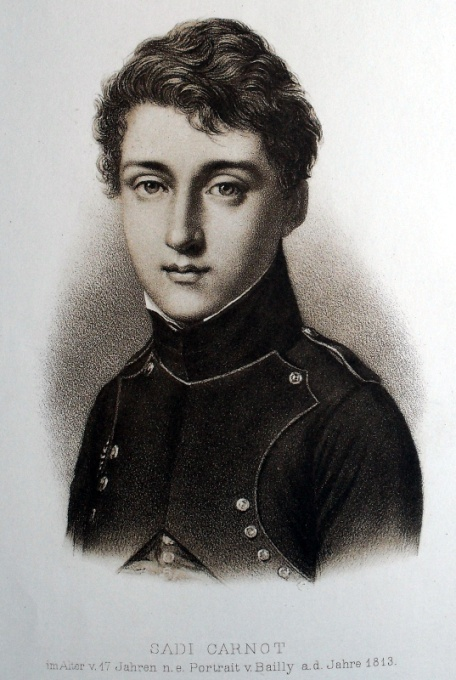 SADI CARNOT
im Alter v. 17 Jahren n. e. Portrait v. Bailly a. d. Jahre 1813.